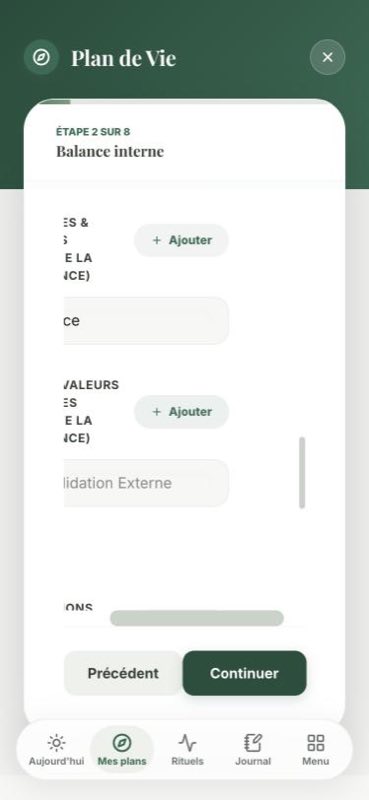 Plan de Vie
ÉTAPE 2 SUR 8
Balance interne
ES &
S
E LA
NCE)
+ Ajouter
ce
VALEURS
ES
E LA
NCE)
+ Ajouter
lidation Externe
IONS
Précédent
Continuer
Aujourd'hui
Mes plans
Rituels
Journal
Menu